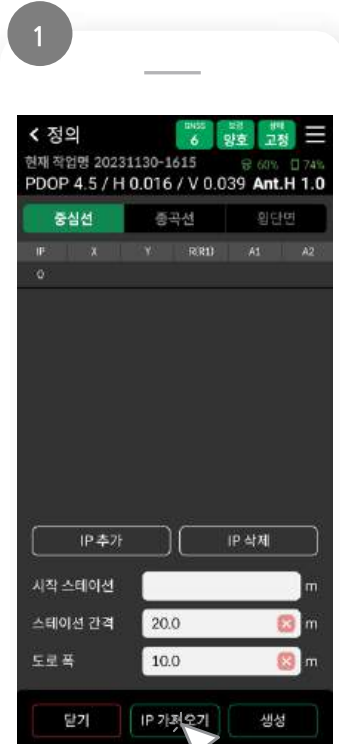 1
< 정의
GNSS 보정 상태
6 양호 고정
현재 작업명 20231130-1615 60% 74%
PDOP 4.5 / H 0.016 / V 0.039 Ant.H 1.0
중심선 종곡선 횡단면
IP X Y R(R1) A1 A2
0
IP 추가 IP 삭제
시작 스테이션 m
스테이션 간격 20.0 m
도로 폭 10.0 m
닫기 IP 가져오기 생성